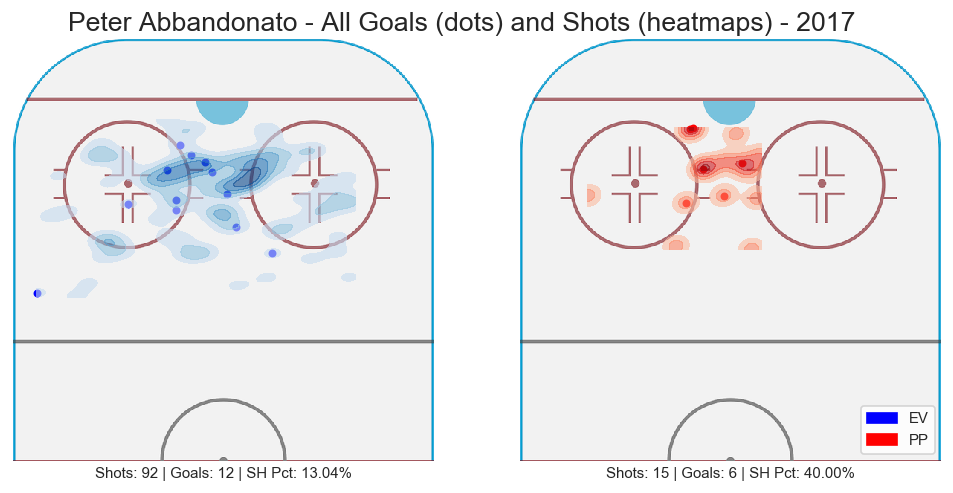 Peter Abbandonato - All Goals (dots) and Shots (heatmaps) - 2017
EV
PP
Shots: 92 | Goals: 12 | SH Pct: 13.04%
Shots: 15 | Goals: 6 | SH Pct: 40.00%